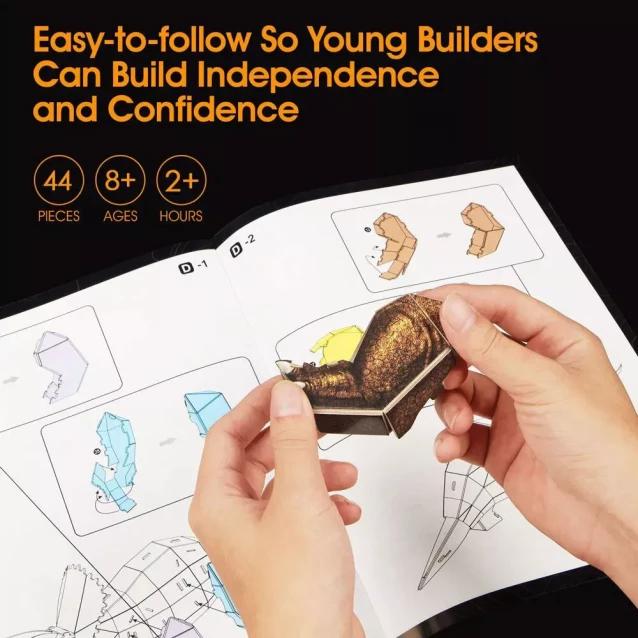 Easy-to-follow So Young Builders
Can Build Independence
and Confidence
44
8+
2+
PIECES
AGES
HOURS
D -1
D -2